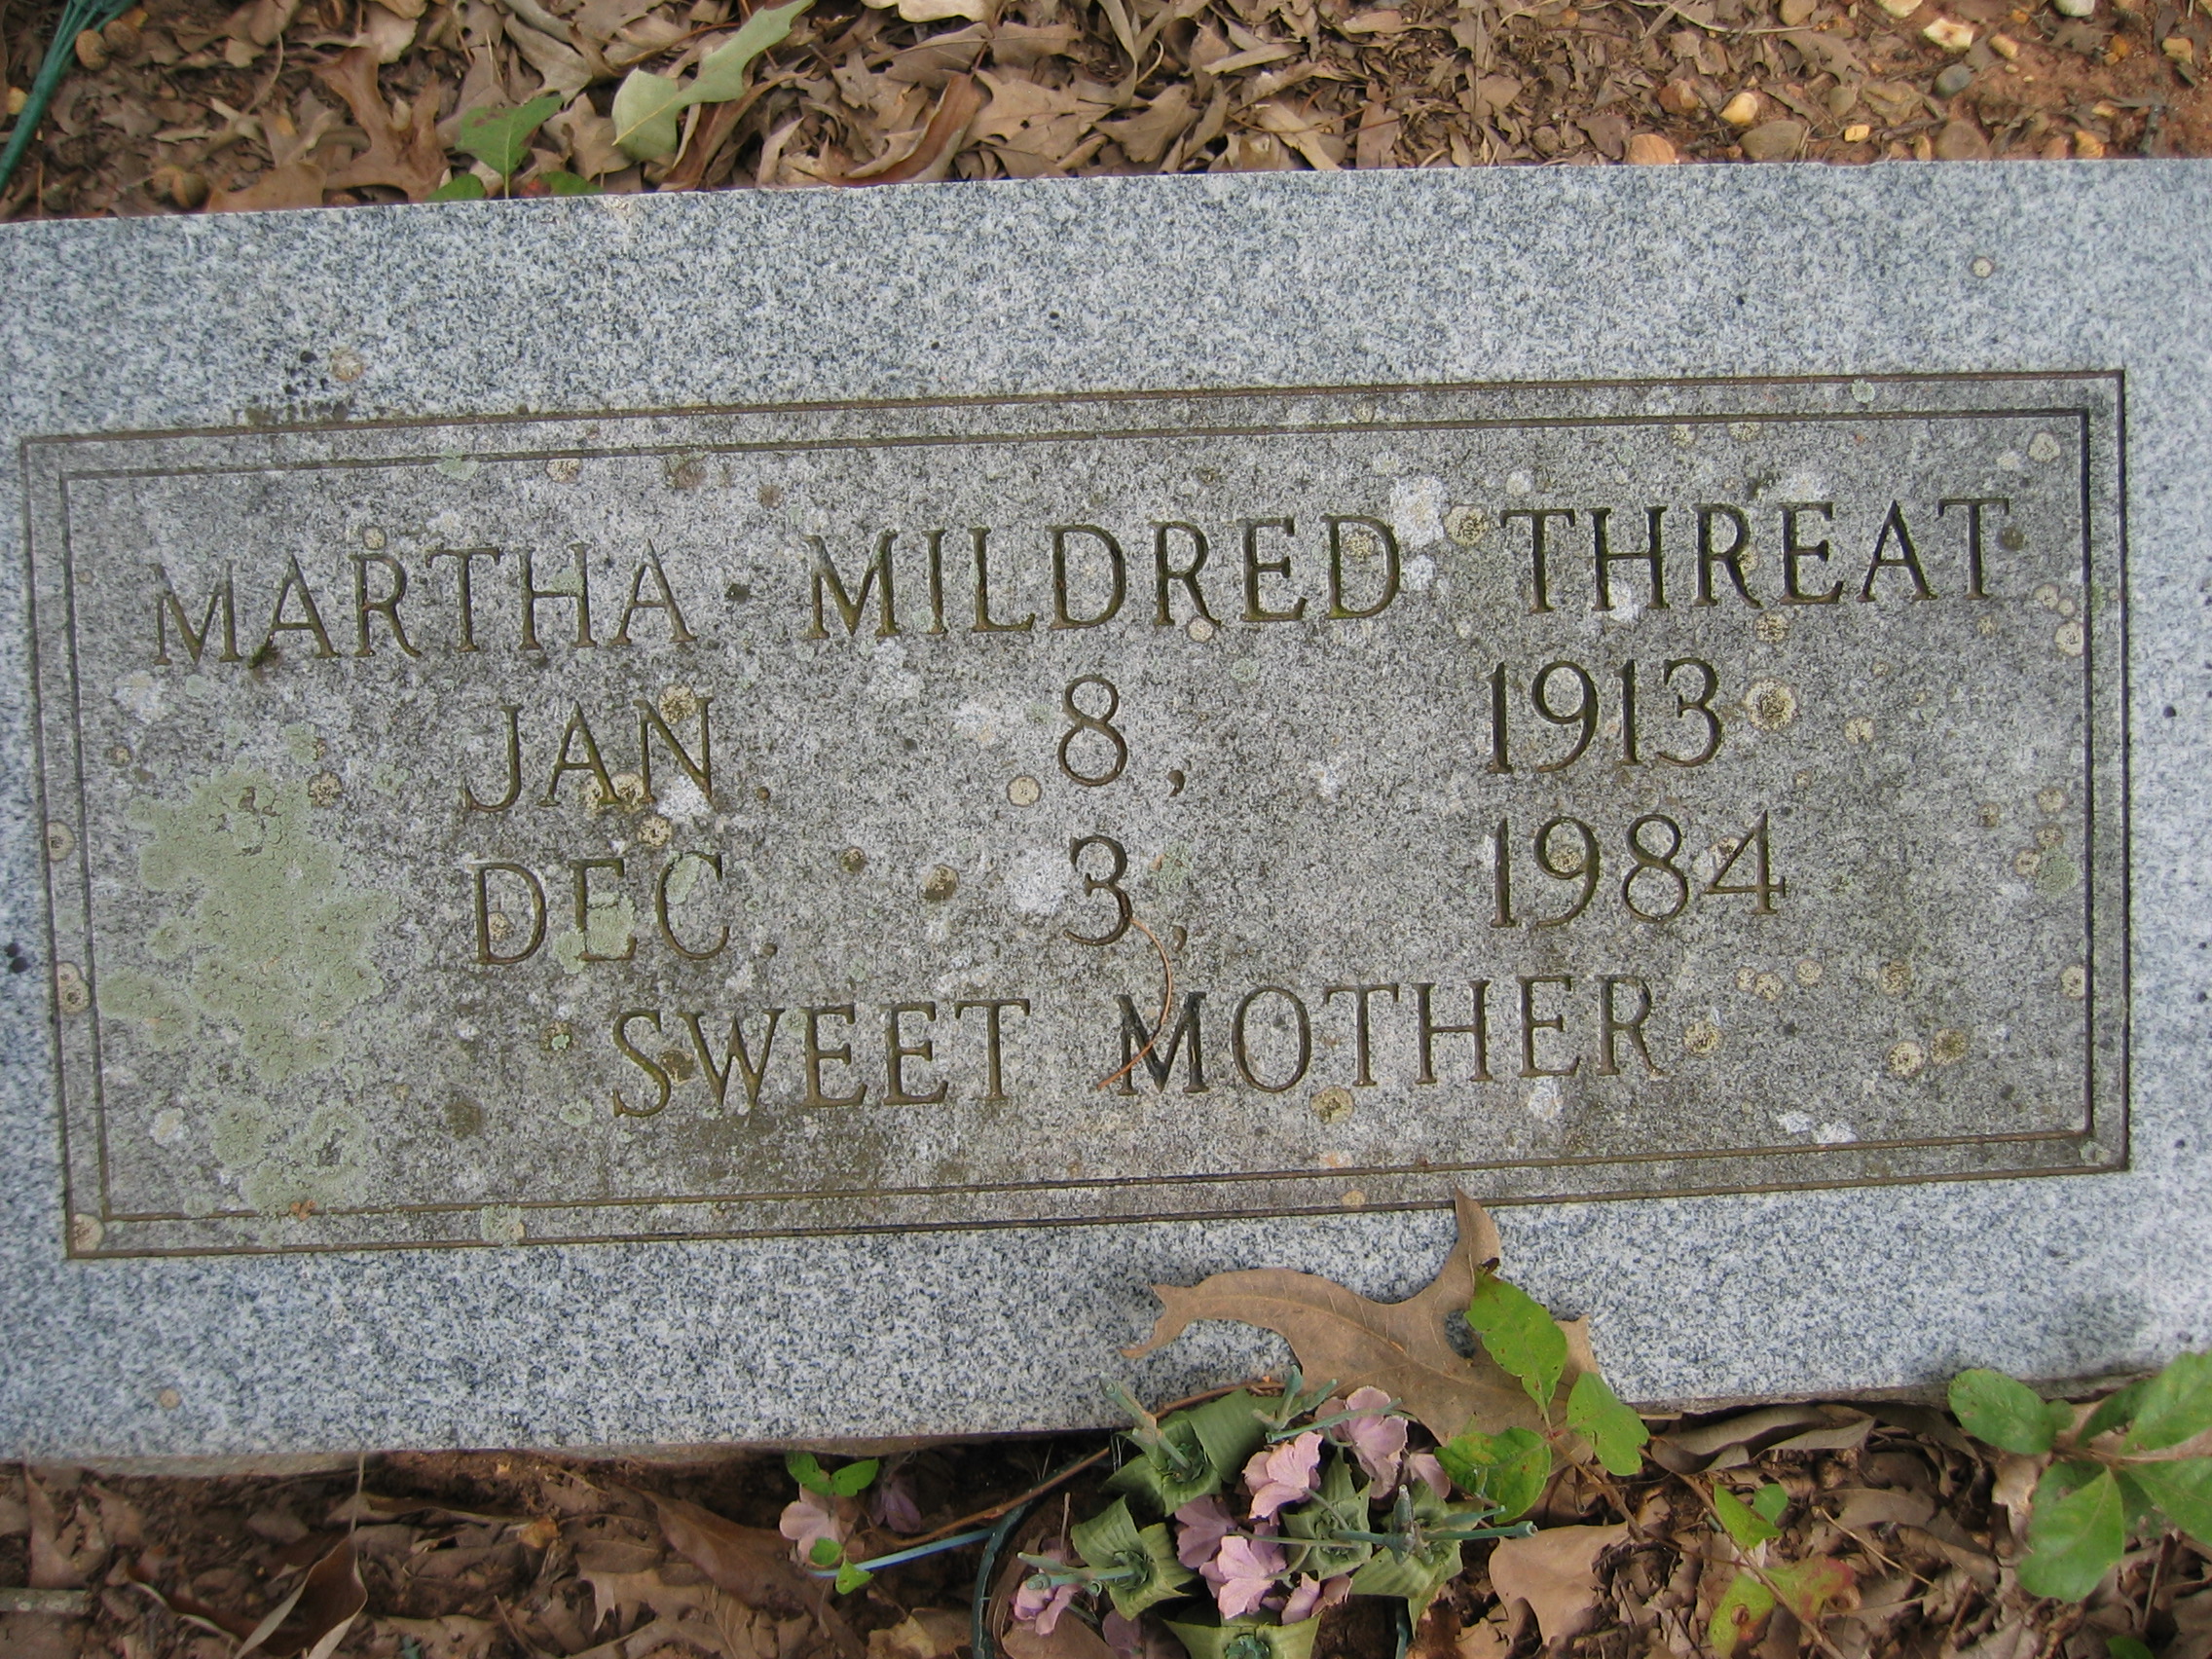 MARTHA MILDRED THREAT
JAN. 8, 1913
DEC. 3, 1984
SWEET MOTHER